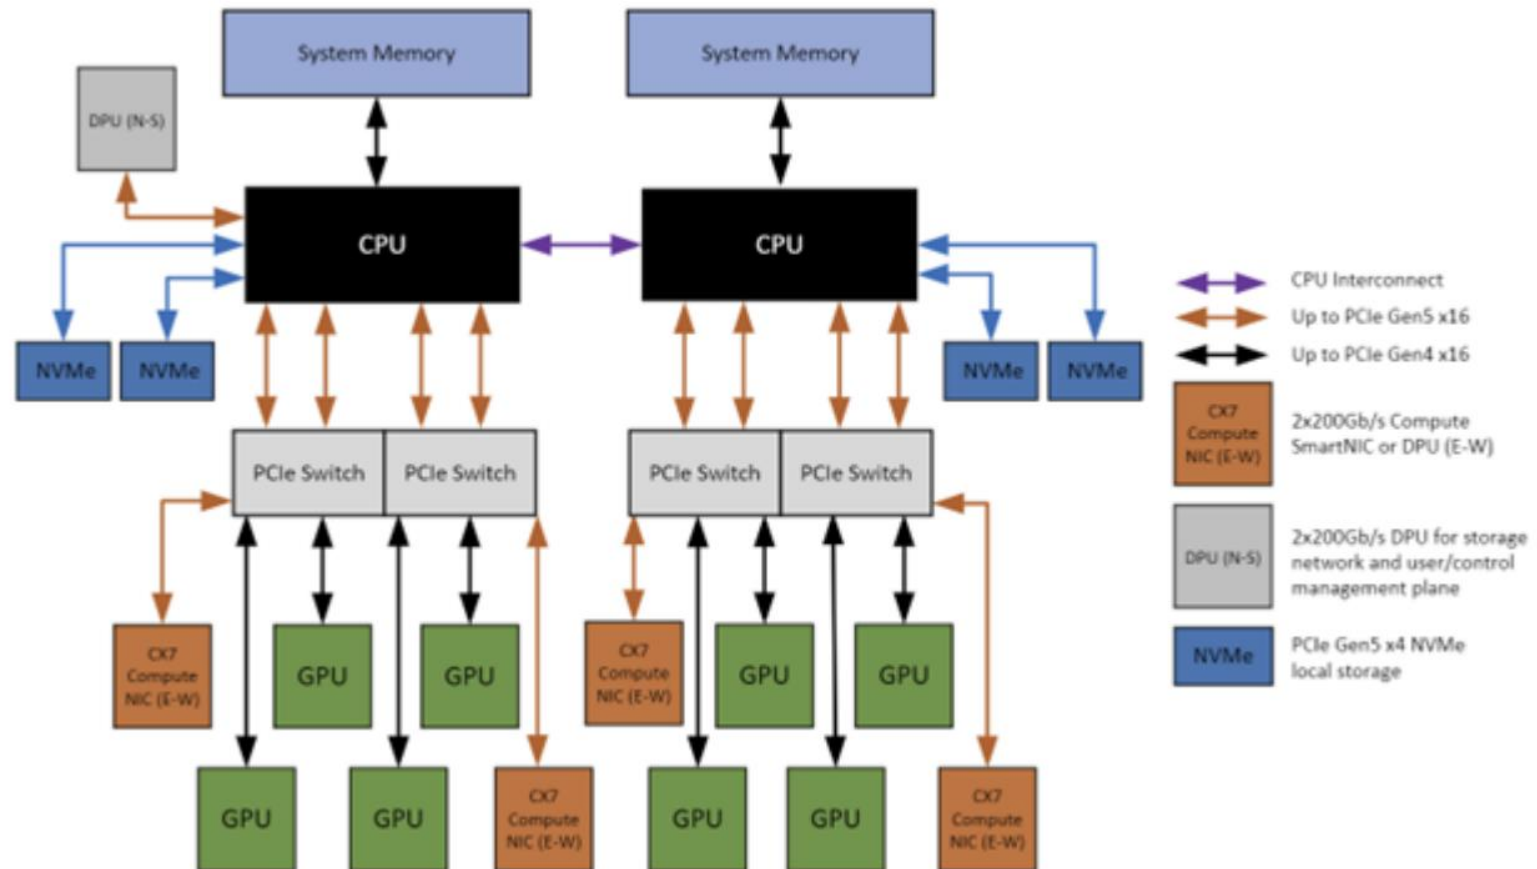 System Memory
System Memory
DPU (N-S)
CPU
CPU
NVMe
NVMe
NVMe
NVMe
PCIe Switch
PCIe Switch
PCIe Switch
PCIe Switch
CX7
Compute
NIC (E-W)
GPU
GPU
CX7
Compute
NIC (E-W)
GPU
GPU
GPU
GPU
CX7
Compute
NIC (E-W)
GPU
GPU
CX7
Compute
NIC (E-W)
CPU Interconnect
Up to PCIe Gen5 x16
Up to PCIe Gen4 x16
CX7
Compute
NIC (E-W)
2x200Gb/s Compute
SmartNIC or DPU (E-W)
DPU (N-S)
2x200Gb/s DPU for storage
network and user/control
management plane
NVMe
PCIe Gen5 x4 NVMe
local storage